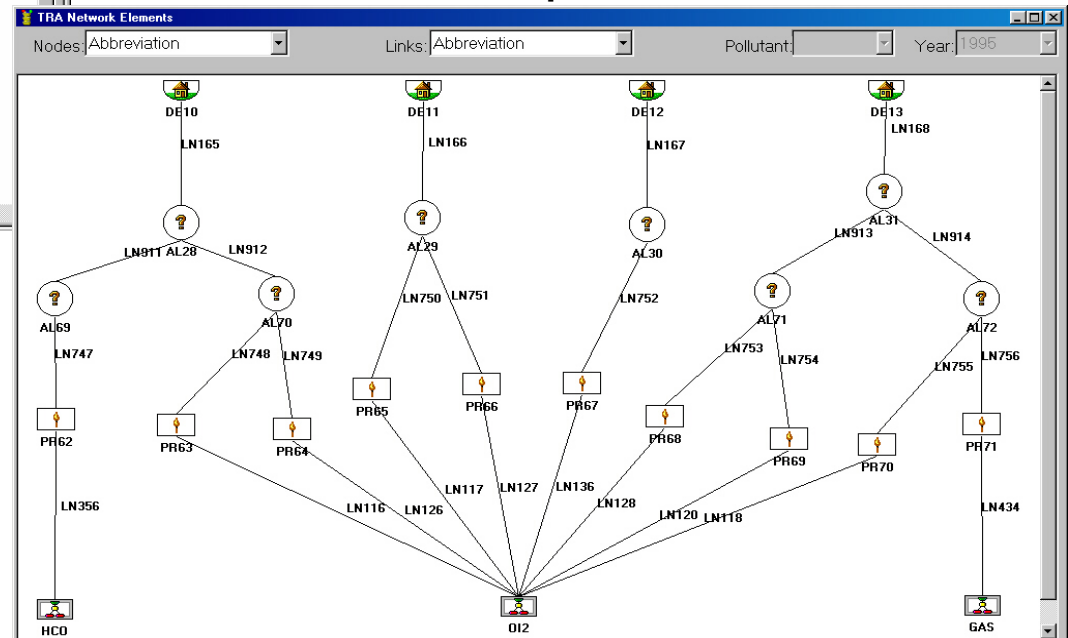 TRA Network Elements
Nodes: Abbreviation Links: Abbreviation Pollutant: Year: 1995
DE10 DE11 DE12 DE13
LN165 LN166 LN167 LN168
AL28 AL29 AL30 AL31
LN911 LN912 LN913 LN914
AL69 AL70 AL71 AL72
LN747 LN748 LN749 LN750 LN751 LN752 LN753 LN754 LN755 LN756
PR62 PR63 PR64 PR65 PR66 PR67 PR68 PR69 PR70 PR71
LN356 LN116 LN126 LN117 LN127 LN136 LN128 LN120 LN118 LN434
HCO OI2 GAS